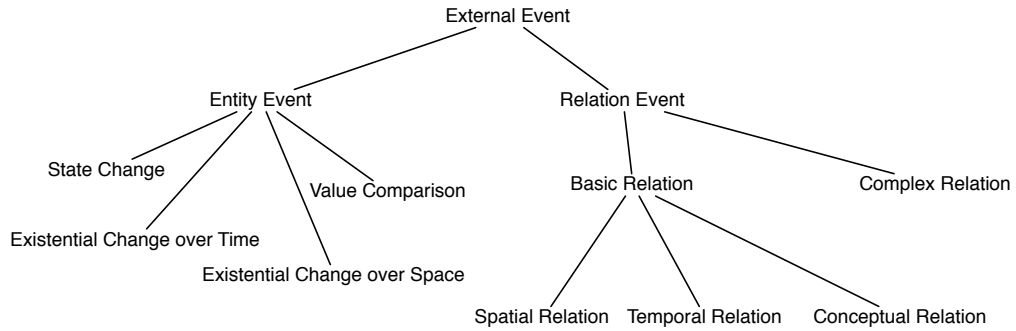 External Event
Entity Event
Relation Event
State Change
Value Comparison
Basic Relation
Complex Relation
Existential Change over Time
Existential Change over Space
Spatial Relation
Temporal Relation
Conceptual Relation